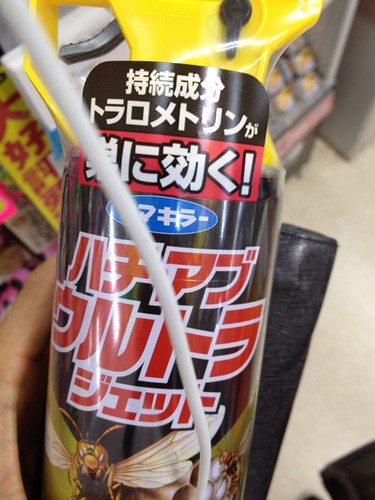 持続成分
トラロメトリンが
巣に効く!
マキラー
ハチアブ
ウルトラ
ジェット